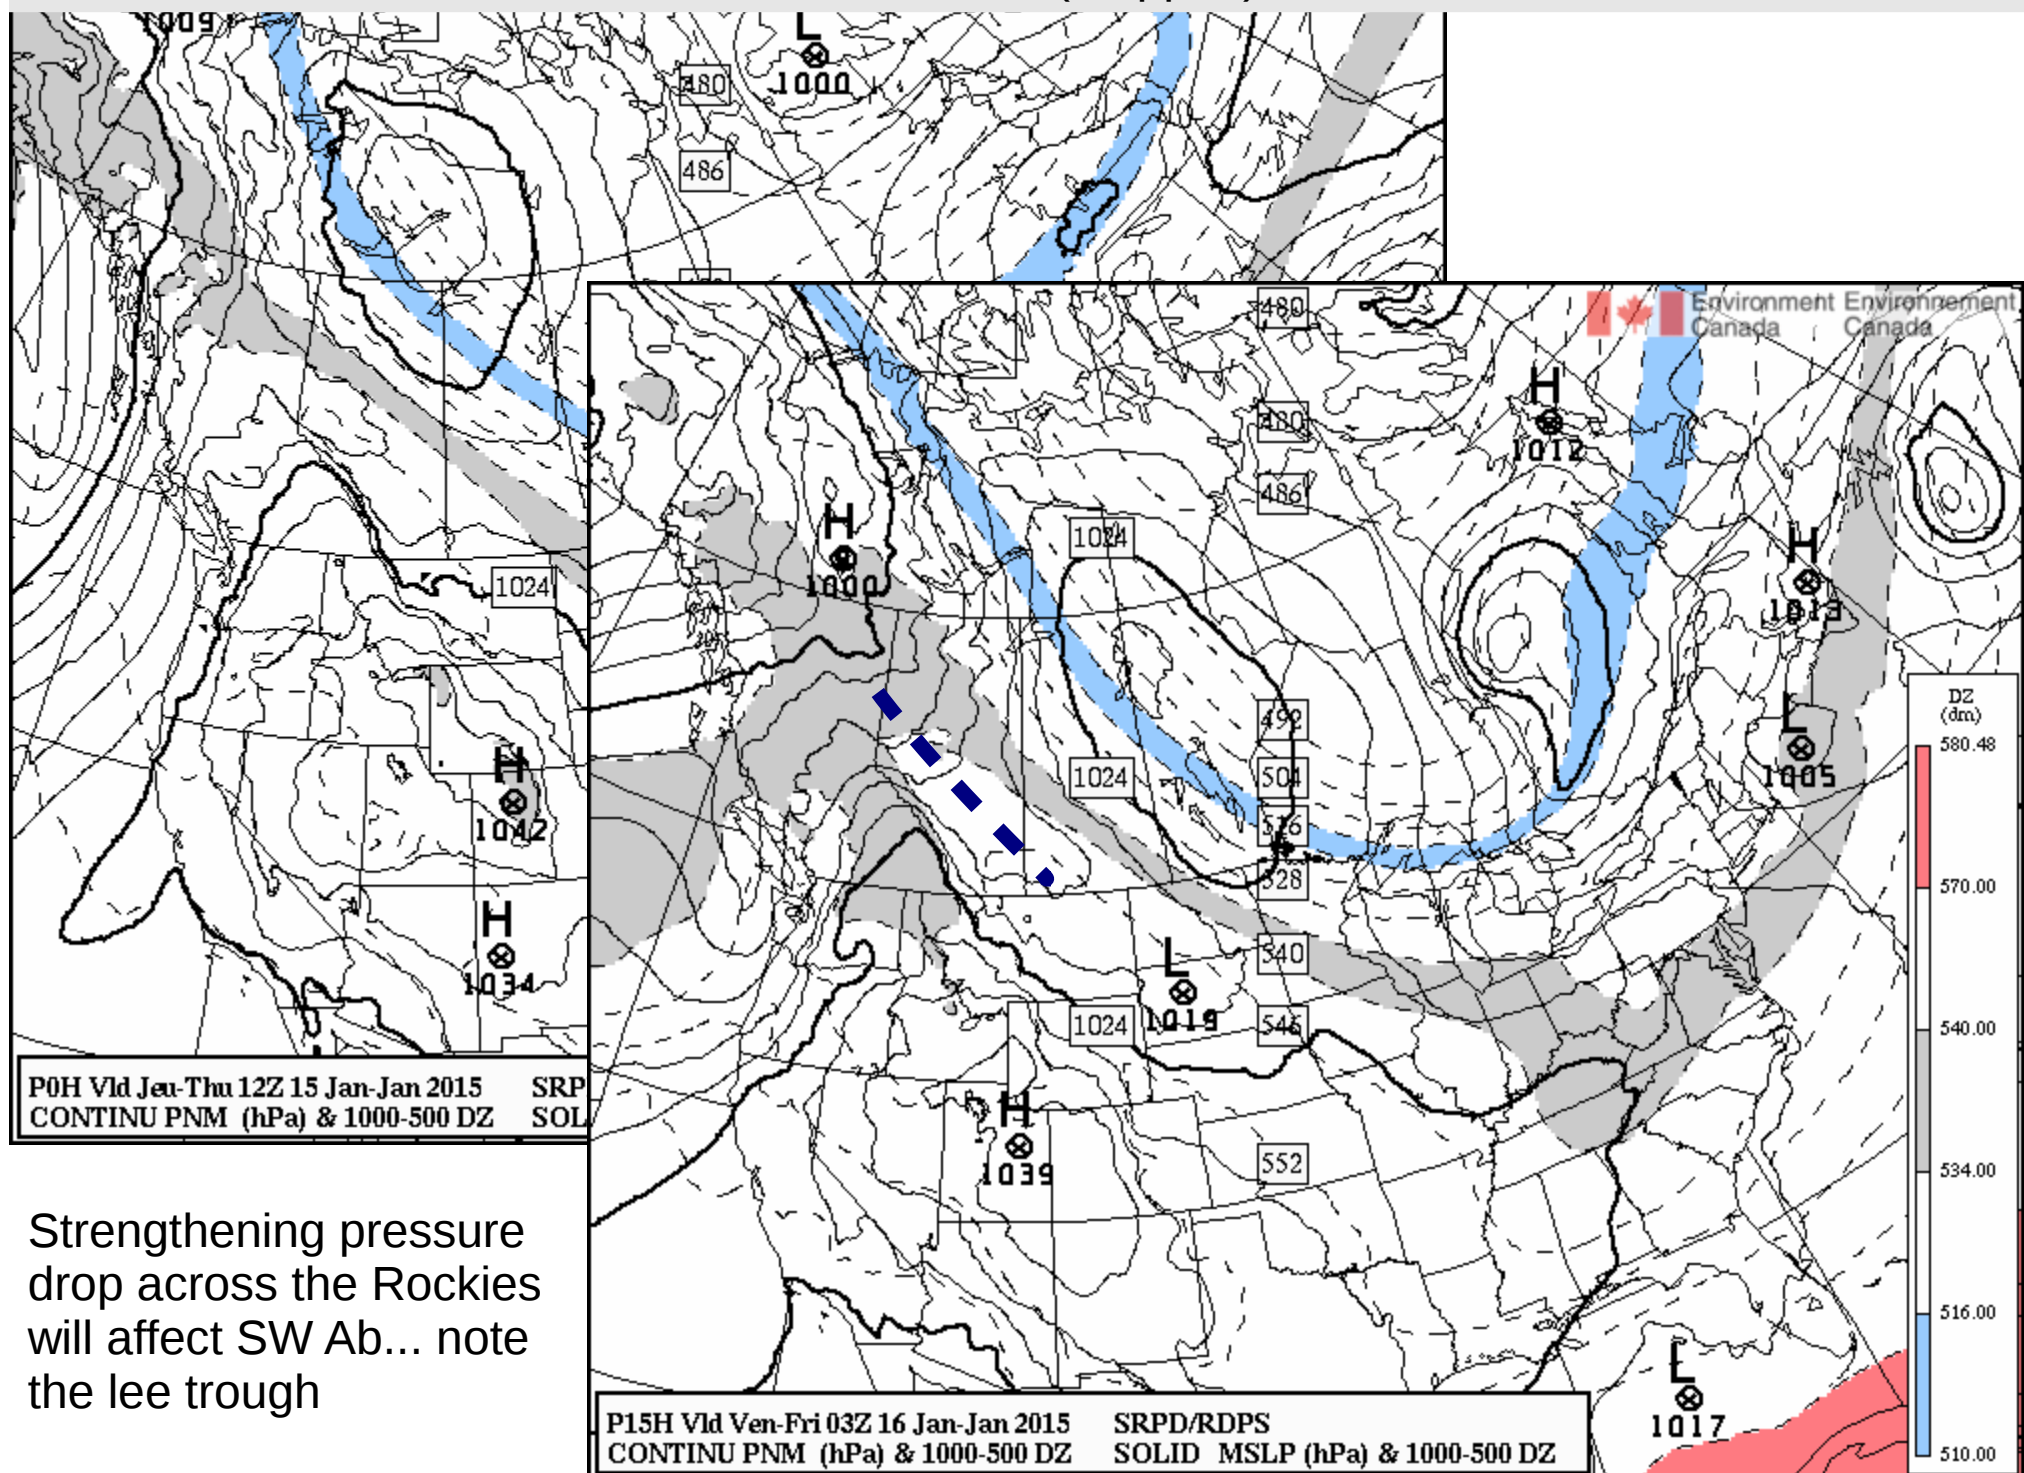 1009
L
1000
480
486
1024
H
1042
H
1034
P0H Vld Jeu-Thu 12Z 15 Jan-Jan 2015 SRP
CONTINU PNM (hPa) & 1000-500 DZ SOL
Environment Environnement
Canada Canada
480
H
1012
480
486
1024
H
1000
H
1013
492
L
1005
1024
504
516
528
540
L
1019
1024
546
H
1039
552
L
1017
DZ
(dm)
580.48
570.00
540.00
534.00
516.00
510.00
P15H Vld Ven-Fri 03Z 16 Jan-Jan 2015 SRPD/RDPS
CONTINU PNM (hPa) & 1000-500 DZ SOLID MSLP (hPa) & 1000-500 DZ
Strengthening pressure
drop across the Rockies
will affect SW Ab... note
the lee trough